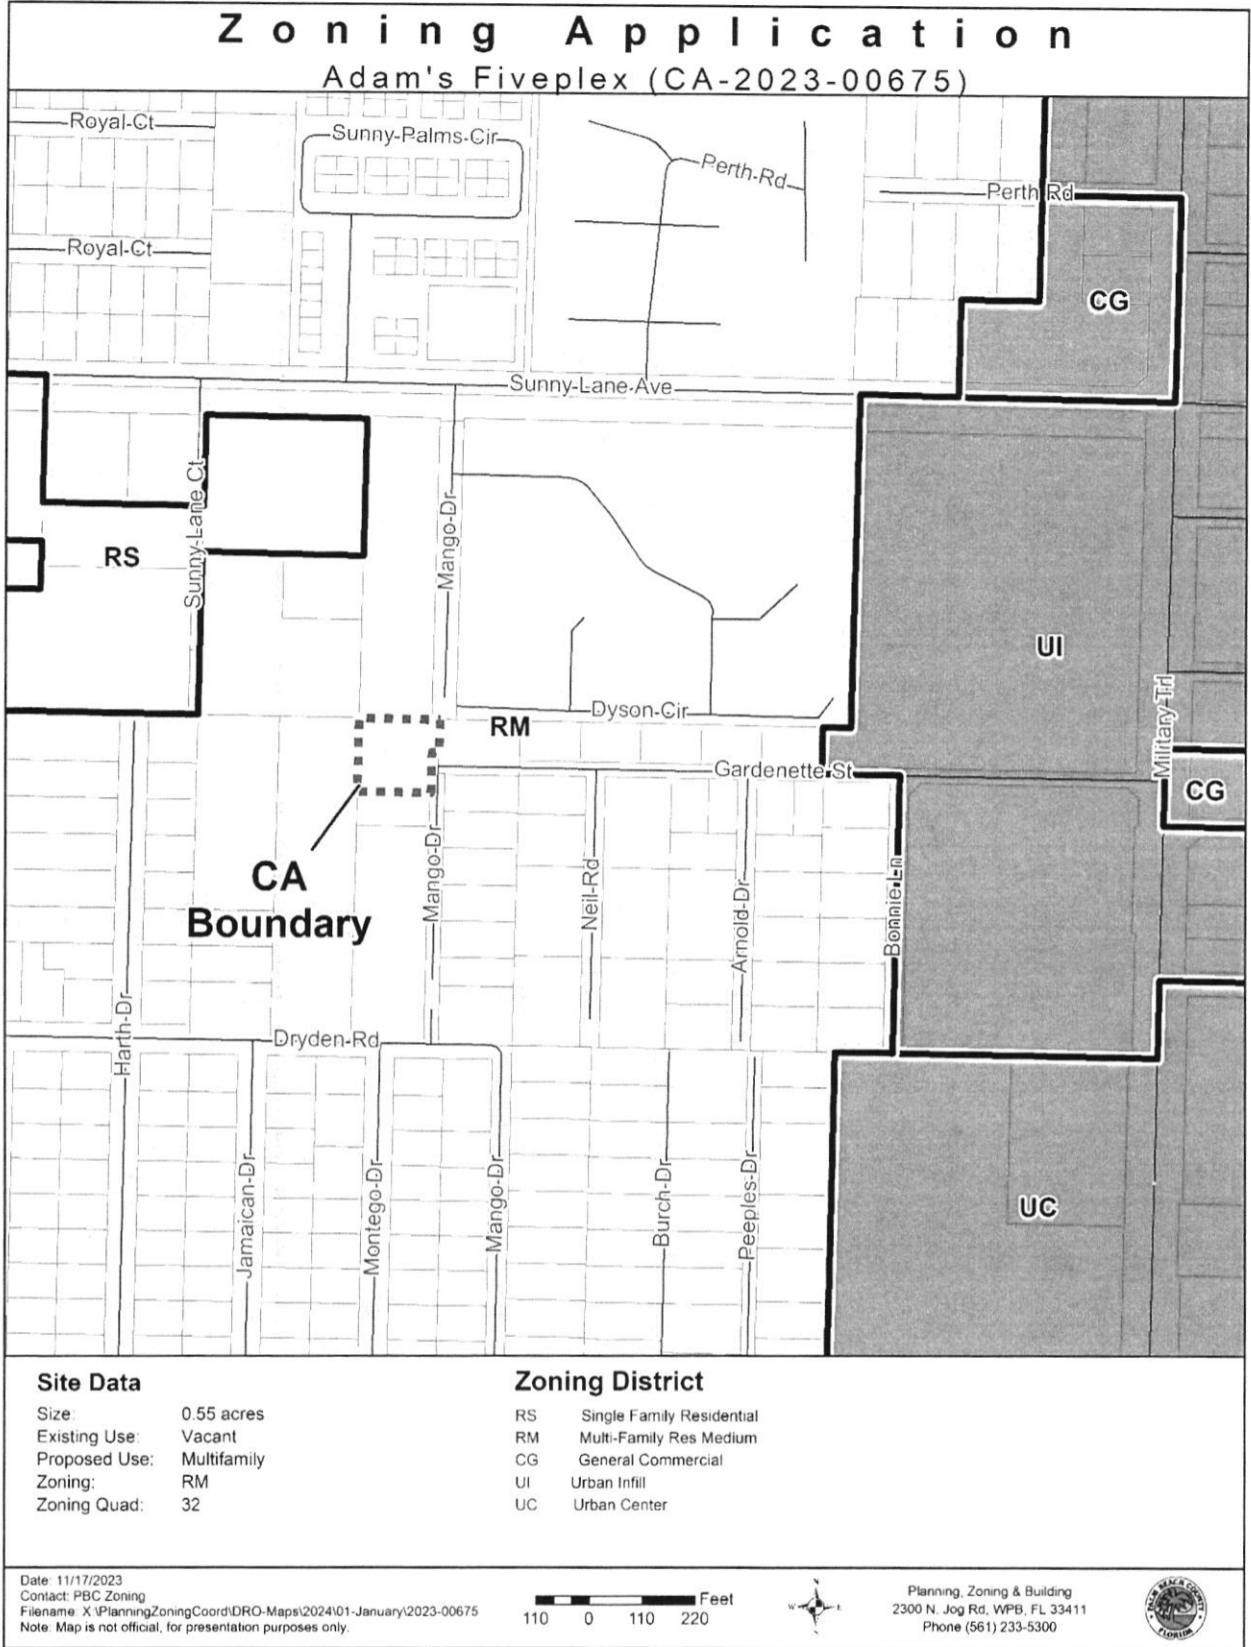 Zoning Application
Adam's Fiveplex (CA-2023-00675)
Royal-Ct
Sunny-Palms-Cir
Perth-Rd
Perth Rd
Royal-Ct
CG
Sunny-Lane-Ave
Sunny-Lane Ct
Mango-Dr
RS
UI
Military Trl
Dyson-Cir
RM
Gardenette St
CG
CA
Boundary
Mango-Dr
Neil-Rd
Arnold-Dr
Bonnie-Ln
Harth-Dr
Dryden-Rd
Jamaican-Dr
Montego-Dr
Mango-Dr
Burch-Dr
Peeples-Dr
UC
Site Data
Size: 0.55 acres
Existing Use: Vacant
Proposed Use: Multifamily
Zoning: RM
Zoning Quad: 32
Zoning District
RS Single Family Residential
RM Multi-Family Res Medium
CG General Commercial
UI Urban Infill
UC Urban Center
Date: 11/17/2023
Contact: PBC Zoning
Filename: X:\PlanningZoningCoord\DRO-Maps\2024\01-January\2023-00675
Note: Map is not official, for presentation purposes only.
Feet
110 0 110 220
N
W E
Planning, Zoning & Building
2300 N. Jog Rd, WPB, FL 33411
Phone (561) 233-5300
PALM BEACH COUNTY
FLORIDA